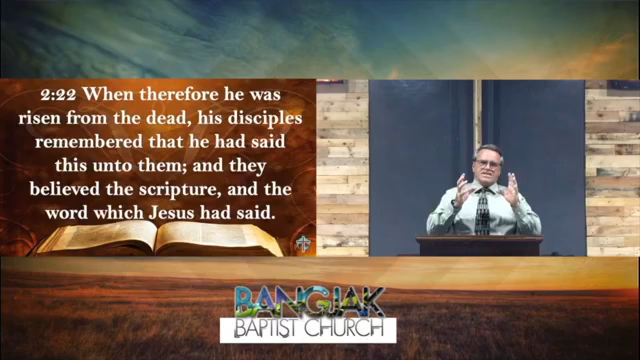 2:22 When therefore he was
risen from the dead, his disciples
remembered that he had said
this unto them; and they
believed the scripture, and the
word which Jesus had said.
BANGJAK
BAPTIST CHURCH